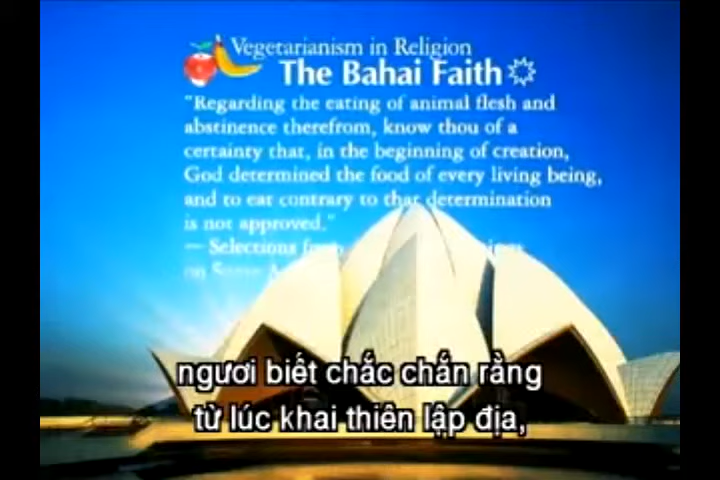 Vegetarianism in Religion
The Bahai Faith
"Regarding the eating of animal flesh and
abstinence therefrom, know thou of a
certainty that, in the beginning of creation,
God determined the food of every living being,
and to eat contrary to that determination
is not approved."
— Selections
on Some
ngươi biết chắc chắn rằng
từ lúc khai thiên lập địa,